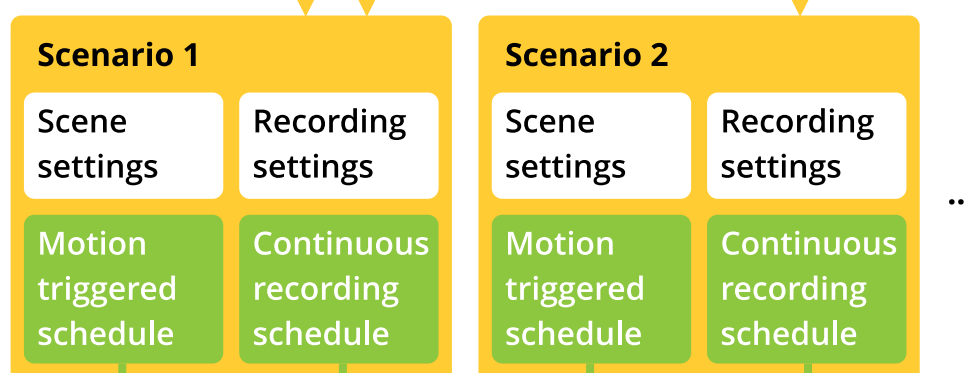 Scenario 1
Scene
settings
Recording
settings
Motion
triggered
schedule
Continuous
recording
schedule
Scenario 2
Scene
settings
Recording
settings
Motion
triggered
schedule
Continuous
recording
schedule
..